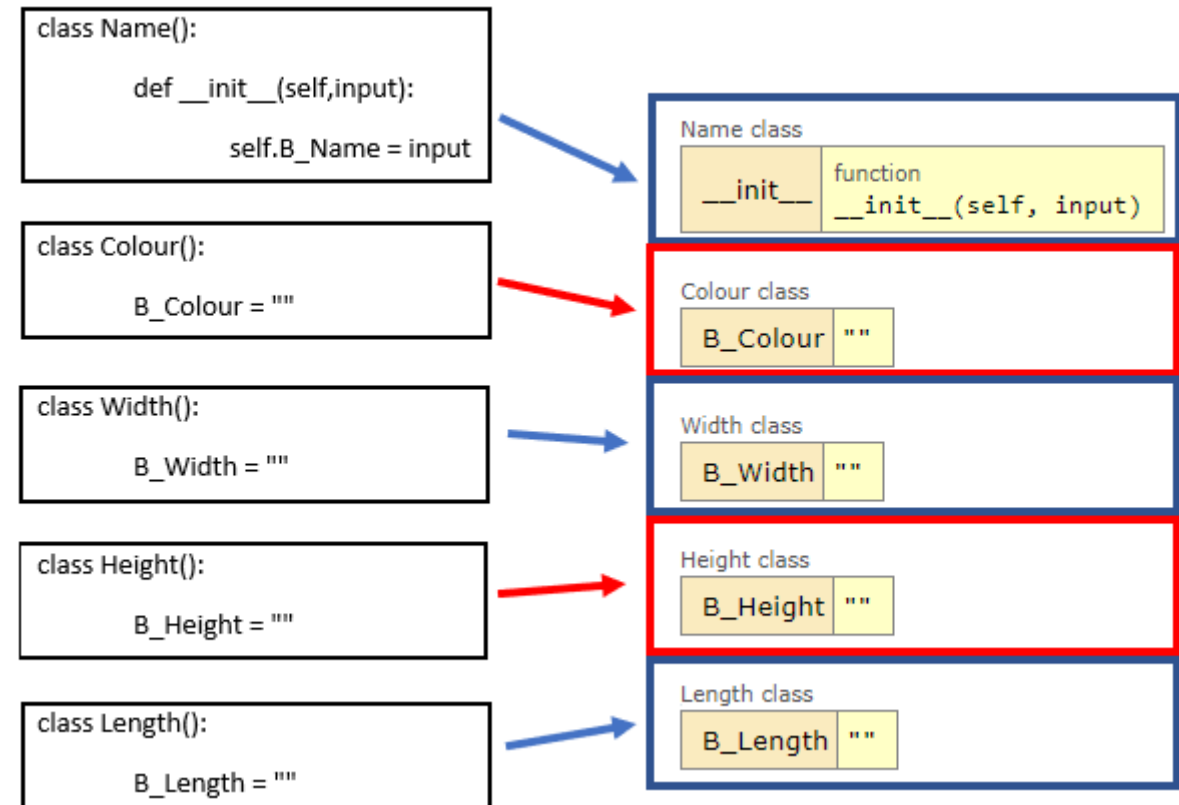 class Name():
def __init__(self,input):
self.B_Name = input
class Colour():
B_Colour = ""
class Width():
B_Width = ""
class Height():
B_Height = ""
class Length():
B_Length = ""
Name class
__init__
function
__init__(self, input)
Colour class
B_Colour ""
Width class
B_Width ""
Height class
B_Height ""
Length class
B_Length ""